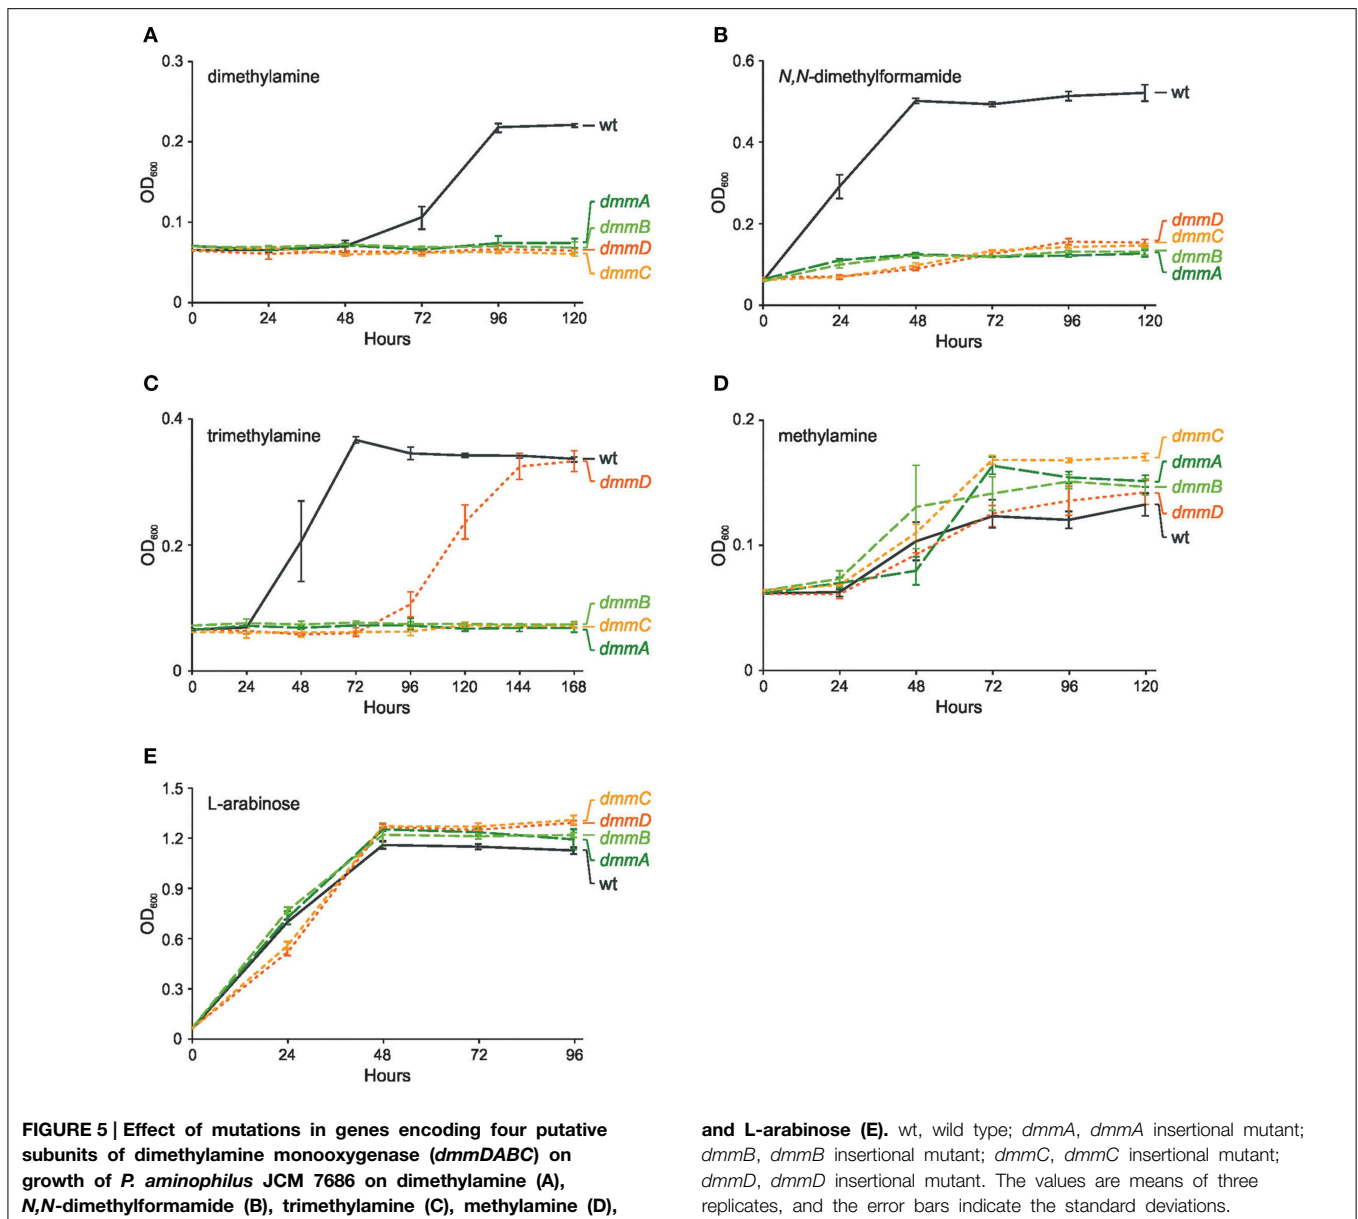 A
0.3
0.2
0.1
0
OD600
dimethylamine
wt
dmmA
dmmB
dmmD
dmmC
0 24 48 72 96 120
Hours
B
0.6
0.4
0.2
0
OD600
N,N-dimethylformamide
wt
dmmD
dmmC
dmmB
dmmA
0 24 48 72 96 120
Hours
C
0.4
0.2
0
OD600
trimethylamine
wt
dmmD
dmmB
dmmC
dmmA
0 24 48 72 96 120 144 168
Hours
D
0.2
0.1
0
OD600
methylamine
dmmC
dmmA
dmmB
dmmD
wt
0 24 48 72 96 120
Hours
E
1.5
1.2
0.9
0.6
0.3
0
OD600
L-arabinose
dmmC
dmmD
dmmB
dmmA
wt
0 24 48 72 96
Hours
FIGURE 5 | Effect of mutations in genes encoding four putative
subunits of dimethylamine monooxygenase (dmmDABC) on
growth of P. aminophilus JCM 7686 on dimethylamine (A),
N,N-dimethylformamide (B), trimethylamine (C), methylamine (D),
and L-arabinose (E). wt, wild type; dmmA, dmmA insertional mutant;
dmmB, dmmB insertional mutant; dmmC, dmmC insertional mutant;
dmmD, dmmD insertional mutant. The values are means of three
replicates, and the error bars indicate the standard deviations.